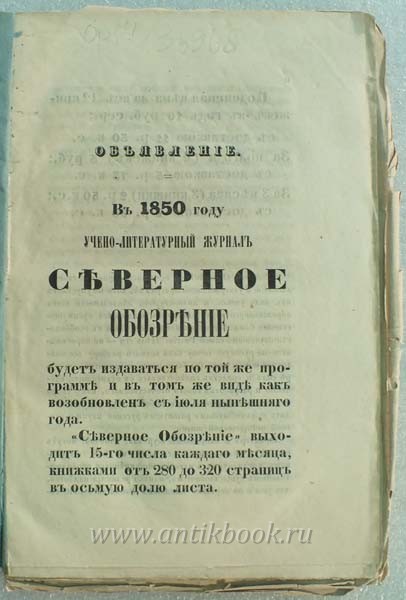 ОБЪЯВЛЕНІЕ.
Въ 1850 году
УЧЕНО-ЛИТЕРАТУРНЫЙ ЖУРНАЛЪ
СѢВЕРНОЕ
ОБОЗРѢНІЕ
будетъ издаваться по той же про-
граммѣ и въ томъ же видѣ какъ
возобновленъ съ іюля нынѣшняго
года.
«Сѣверное Обозрѣніе» выхо-
дитъ 15-го числа каждаго мѣсяца,
книжками отъ 280 до 320 страницъ
въ осьмую долю листа.
www.antikbook.ru